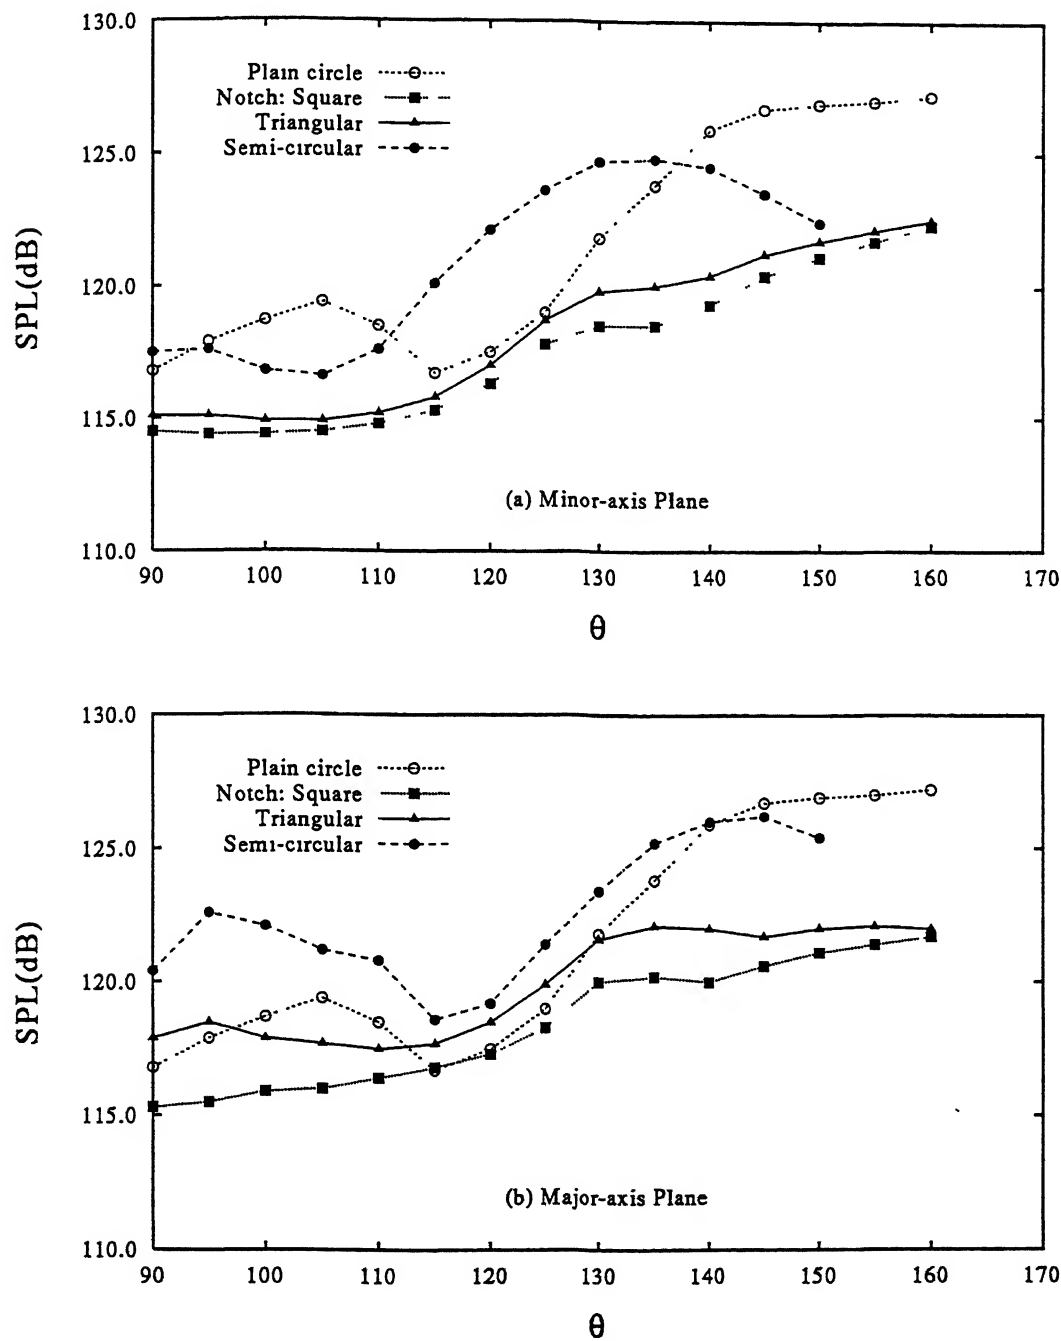 130.0
Plain circle
Notch: Square
Triangular
Semi-circular
125.0
SPL(dB)
120.0
115.0
(a) Minor-axis Plane
110.0
90 100 110 120 130 140 150 160 170
θ
130.0
Plain circle
Notch: Square
Triangular
Semi-circular
125.0
SPL(dB)
120.0
115.0
(b) Major-axis Plane
110.0
90 100 110 120 130 140 150 160 170
θ